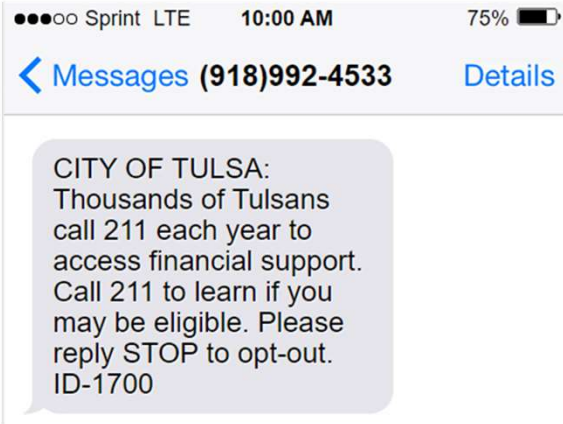 Sprint LTE 10:00 AM 75%
Messages (918)992-4533 Details
CITY OF TULSA:
Thousands of Tulsans
call 211 each year to
access financial support.
Call 211 to learn if you
may be eligible. Please
reply STOP to opt-out.
ID-1700